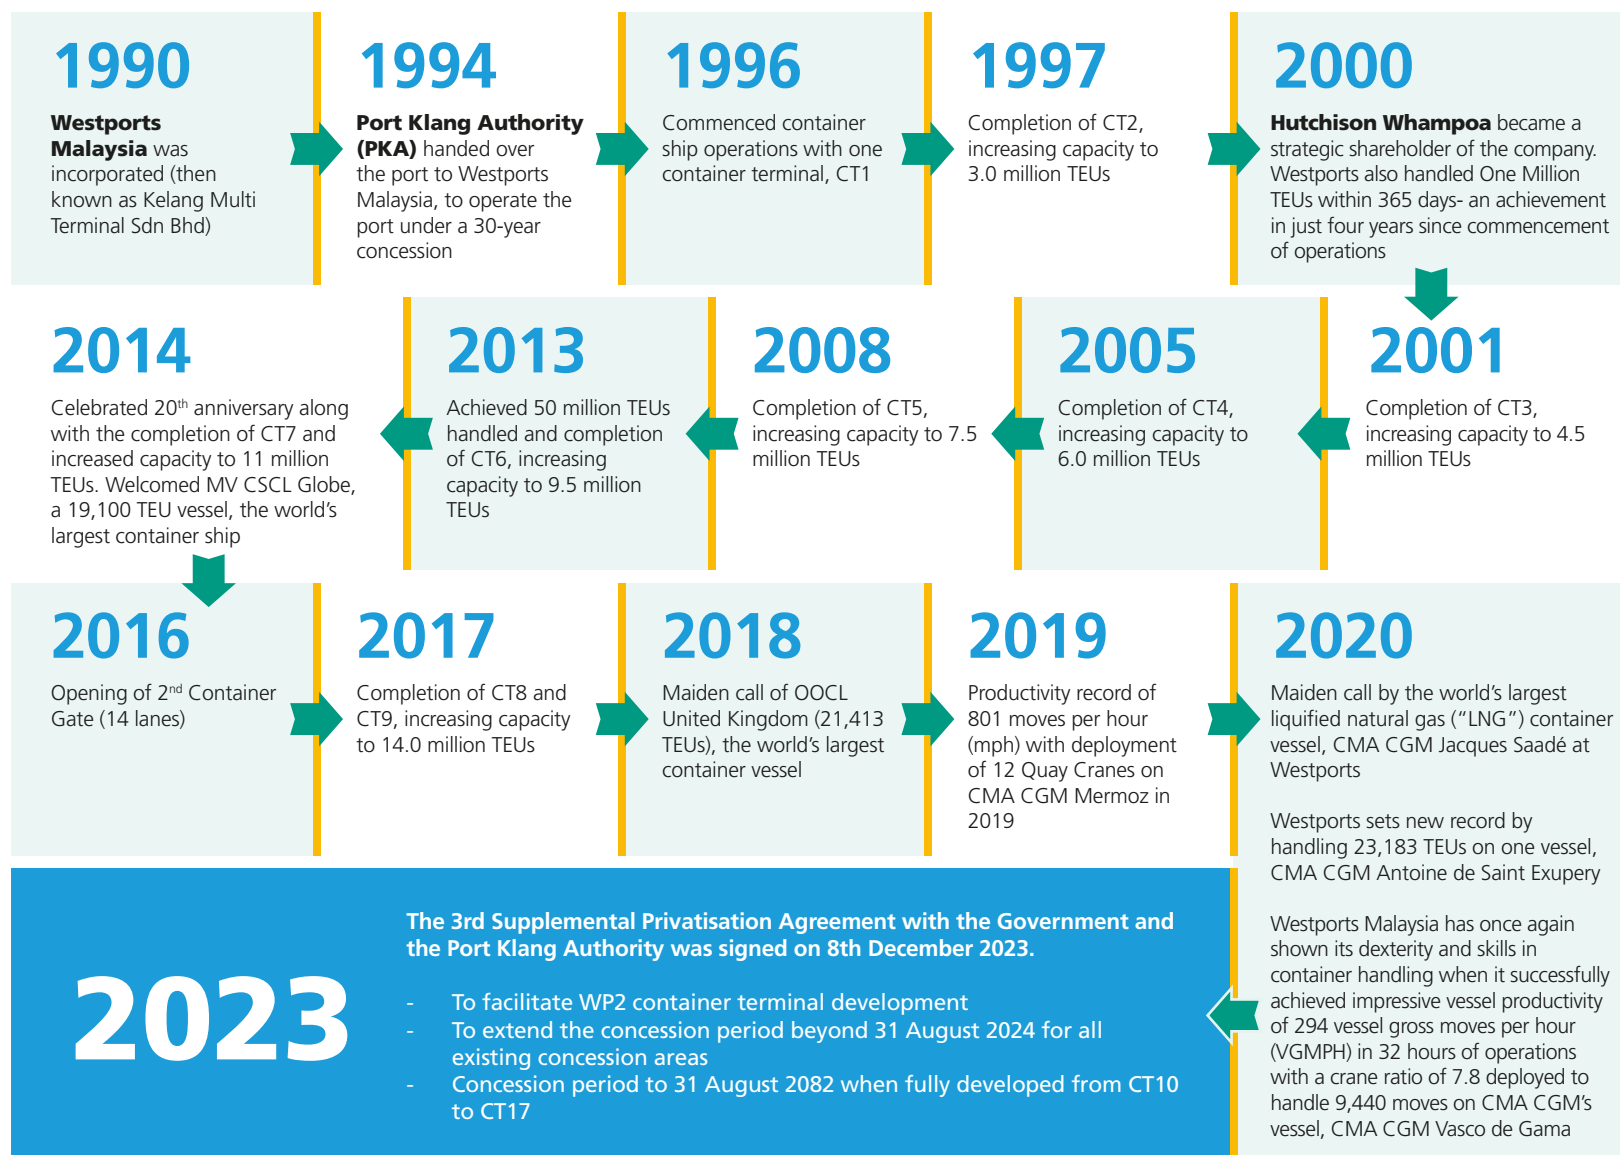 1990
Westports
Malaysia was
incorporated (then
known as Kelang Multi
Terminal Sdn Bhd)
1994
Port Klang Authority
(PKA) handed over
the port to Westports
Malaysia, to operate the
port under a 30-year
concession
1996
Commenced container
ship operations with one
container terminal, CT1
1997
Completion of CT2,
increasing capacity to
3.0 million TEUs
2000
Hutchison Whampoa became a
strategic shareholder of the company.
Westports also handled One Million
TEUs within 365 days- an achievement
in just four years since commencement
of operations
2001
Completion of CT3,
increasing capacity to 4.5
million TEUs
2005
Completion of CT4,
increasing capacity to
6.0 million TEUs
2008
Completion of CT5,
increasing capacity to 7.5
million TEUs
2013
Achieved 50 million TEUs
handled and completion
of CT6, increasing
capacity to 9.5 million
TEUs
2014
Celebrated 20th anniversary along
with the completion of CT7 and
increased capacity to 11 million
TEUs. Welcomed MV CSCL Globe,
a 19,100 TEU vessel, the world's
largest container ship
2016
Opening of 2nd Container
Gate (14 lanes)
2017
Completion of CT8 and
CT9, increasing capacity
to 14.0 million TEUs
2018
Maiden call of OOCL
United Kingdom (21,413
TEUs), the world's largest
container vessel
2019
Productivity record of
801 moves per hour
(mph) with deployment
of 12 Quay Cranes on
CMA CGM Mermoz in
2019
2020
Maiden call by the world's largest
liquified natural gas ("LNG") container
vessel, CMA CGM Jacques Saadé at
Westports
Westports sets new record by
handling 23,183 TEUs on one vessel,
CMA CGM Antoine de Saint Exupery
Westports Malaysia has once again
shown its dexterity and skills in
container handling when it successfully
achieved impressive vessel productivity
of 294 vessel gross moves per hour
(VGMPH) in 32 hours of operations
with a crane ratio of 7.8 deployed to
handle 9,440 moves on CMA CGM's
vessel, CMA CGM Vasco de Gama
2023
The 3rd Supplemental Privatisation Agreement with the Government and
the Port Klang Authority was signed on 8th December 2023.
- To facilitate WP2 container terminal development
- To extend the concession period beyond 31 August 2024 for all
existing concession areas
- Concession period to 31 August 2082 when fully developed from CT10
to CT17